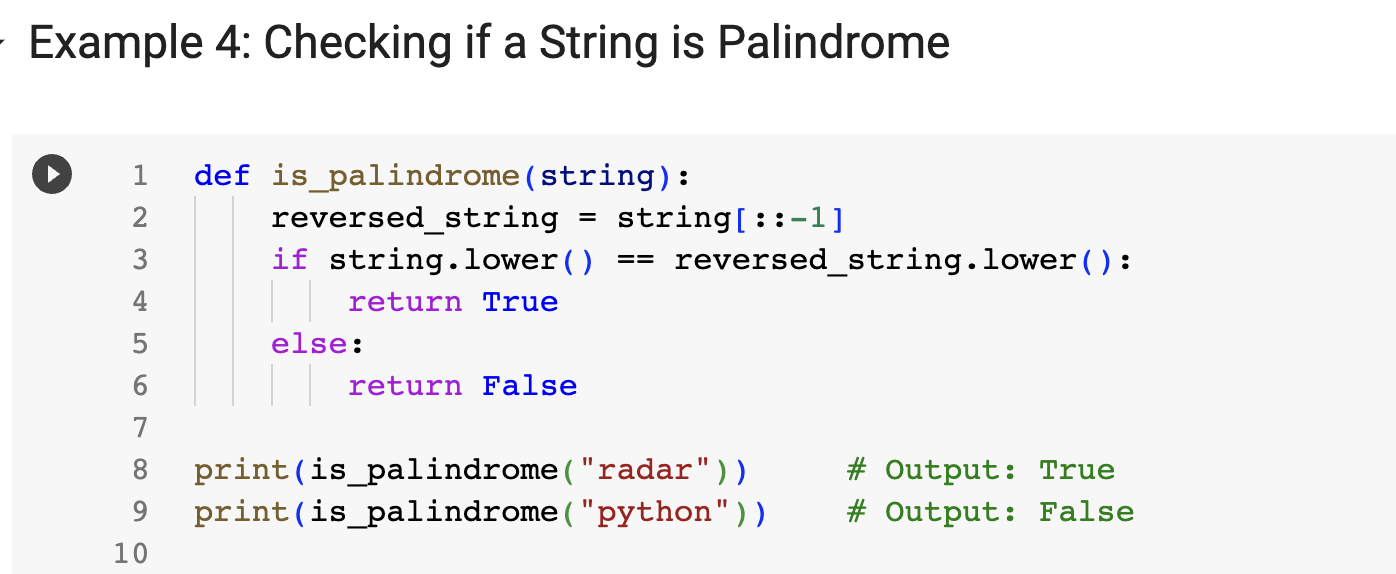 Example 4: Checking if a String is Palindrome
1 def is_palindrome(string):
2     reversed_string = string[::-1]
3     if string.lower() == reversed_string.lower():
4         return True
5     else:
6         return False
7
8 print(is_palindrome("radar"))     # Output: True
9 print(is_palindrome("python"))    # Output: False
10